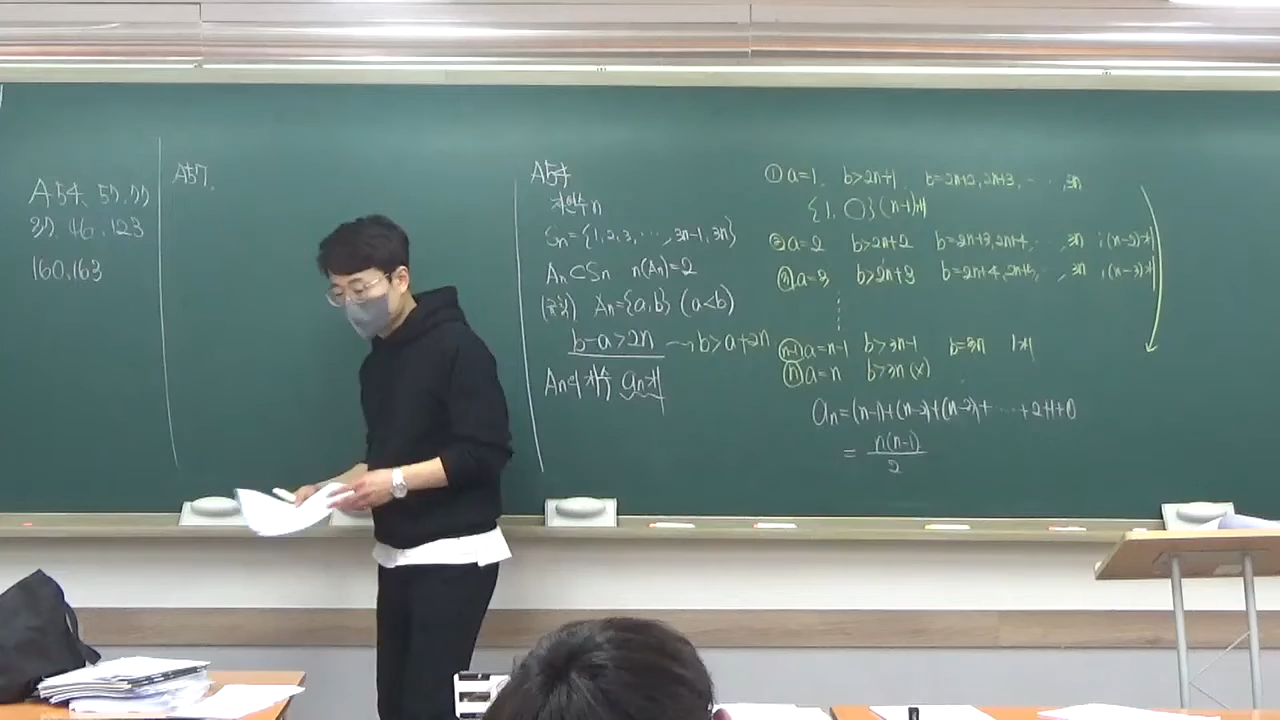 A54. 57. 77
37. 46. 123
160, 163
A57.
A54
자연수 n
Sₙ={1, 2, 3, ⋯, 3n-1, 3n}
Aₙ⊂Sₙ n(Aₙ)=2
Aₙ={a, b} (a<b)
b-a>2n → b>a+2n
Aₙ의 개수 aₙ개
① a=1, b>2n+1, b=2n+2, 2n+3, ⋯, 3n
{1, ○} (n-1)개
② a=2 b>2n+2 b=2n+3, 2n+4, ⋯, 3n ; (n-2)개
③ a=3 b>2n+3 b=2n+4, 2n+5, ⋯, 3n ; (n-3)개
⋮
(n-1) a=n-1 b>3n-1 b=3n 1개
(n) a=n b>3n (×)
aₙ=(n-1)+(n-2)+(n-3)+⋯+2+1+0
= n(n-1)/2